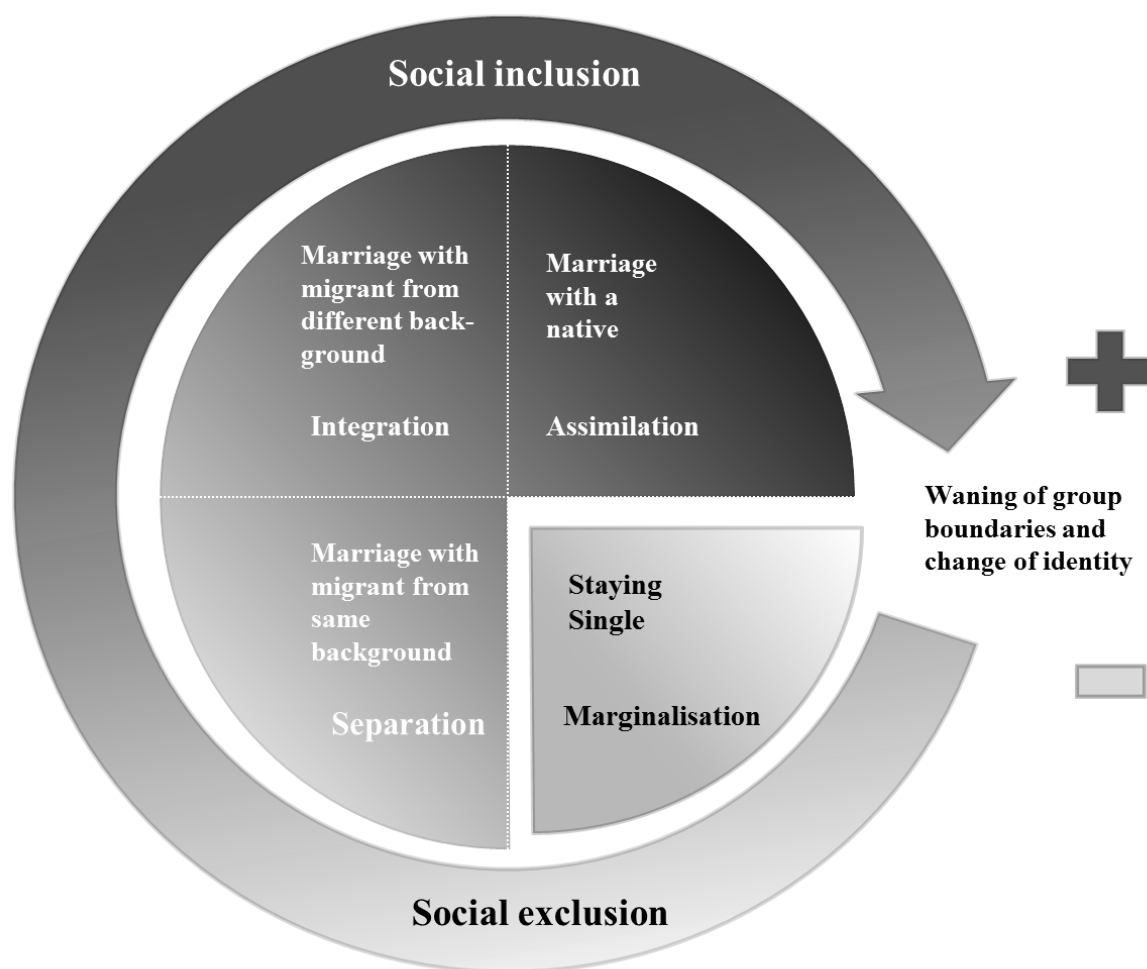 Social inclusion
Marriage with
migrant from
different back-
ground
Integration
Marriage
with a
native
Assimilation
Waning of group
boundaries and
change of identity
Marriage with
migrant from
same
background
Separation
Staying
Single
Marginalisation
Social exclusion